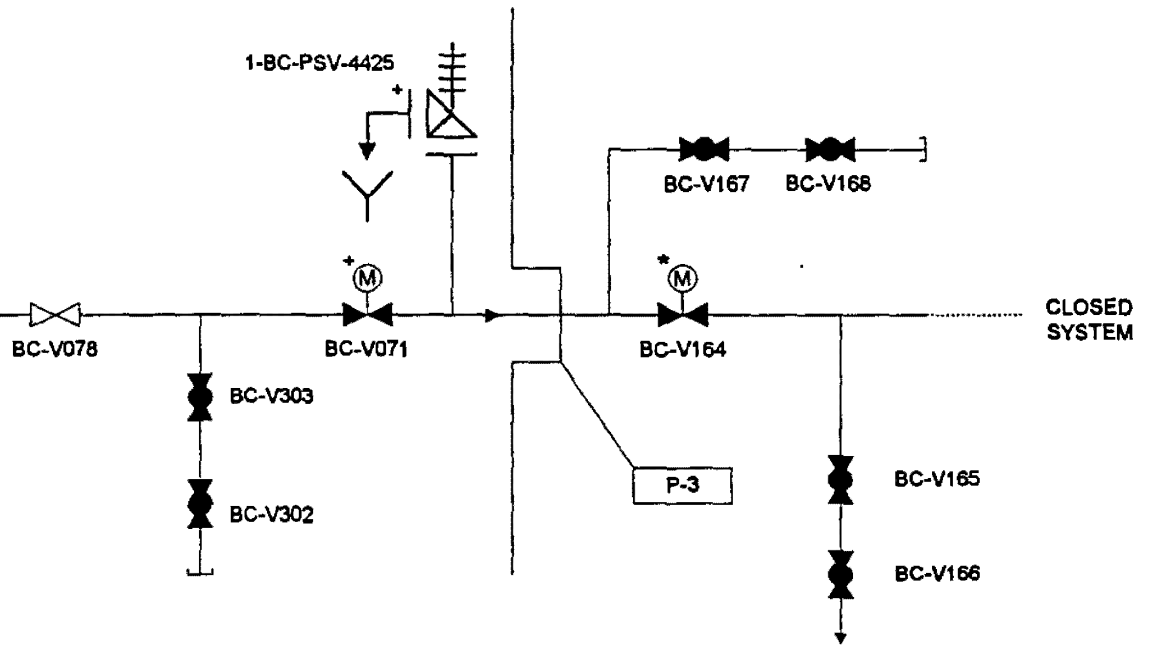 1-BC-PSV-4425
+
BC-V167
BC-V168
+
M
*
M
BC-V078
BC-V071
BC-V164
CLOSED
SYSTEM
BC-V303
BC-V302
P-3
BC-V165
BC-V166